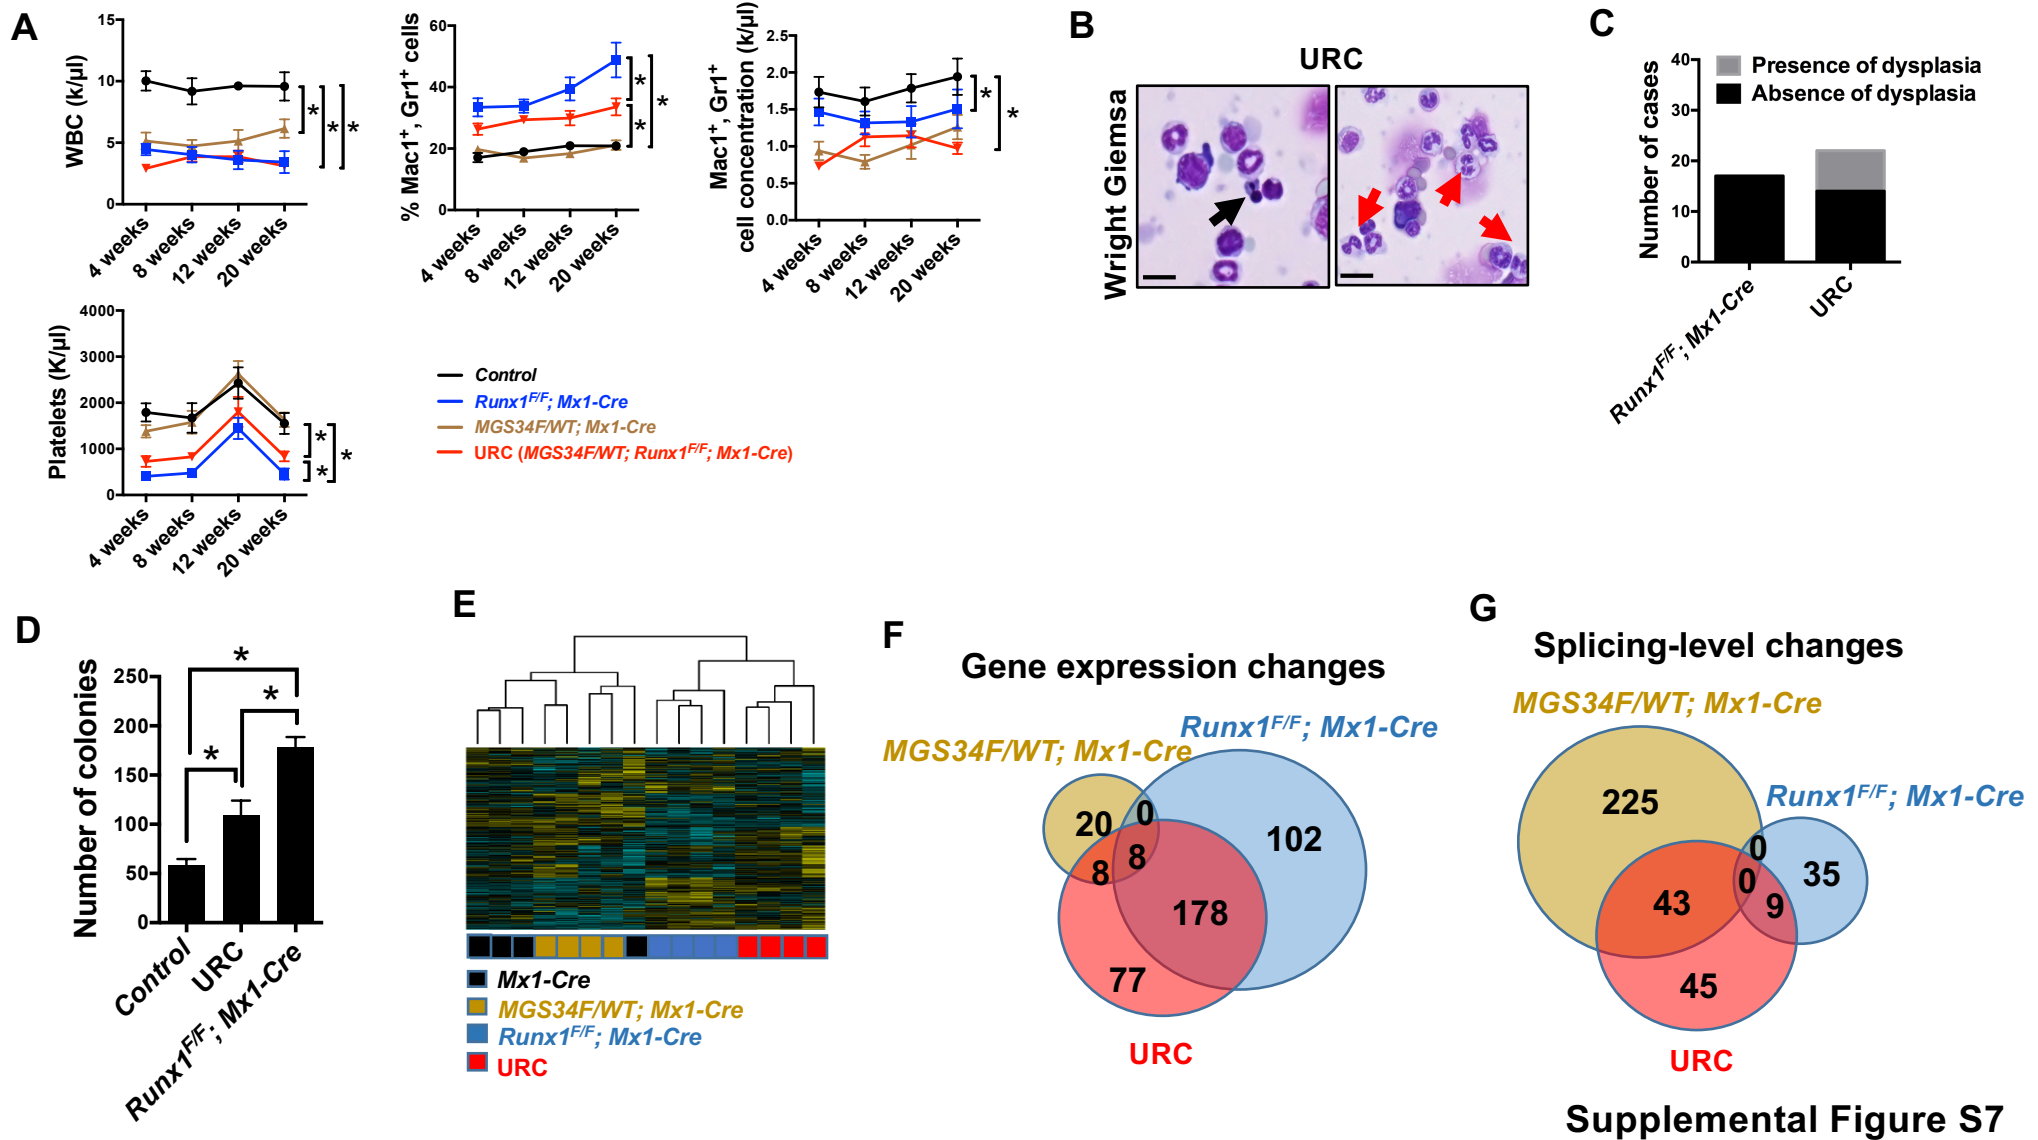 A
WBC (k/µl)
15
10
5
0
4 weeks
8 weeks
12 weeks
20 weeks
*
*
*
% Mac1+, Gr1+ cells
60
40
20
0
4 weeks
8 weeks
12 weeks
20 weeks
*
*
*
Mac1+, Gr1+
cell concentration (k/µl)
2.5
2.0
1.5
1.0
0.5
0.0
4 weeks
8 weeks
12 weeks
20 weeks
*
*
Platelets (K/µl)
4000
3000
2000
1000
0
4 weeks
8 weeks
12 weeks
20 weeks
*
*
*
Control
Runx1F/F; Mx1-Cre
MGS34F/WT; Mx1-Cre
URC (MGS34F/WT; Runx1F/F; Mx1-Cre)
B
URC
Wright Giemsa
C
Number of cases
40
30
20
10
0
Presence of dysplasia
Absence of dysplasia
Runx1F/F; Mx1-Cre
URC
D
Number of colonies
250
200
150
100
50
0
*
*
*
Control
URC
Runx1F/F; Mx1-Cre
E
Mx1-Cre
MGS34F/WT; Mx1-Cre
Runx1F/F; Mx1-Cre
URC
F
Gene expression changes
Runx1F/F; Mx1-Cre
MGS34F/WT; Mx1-Cre
20
0
102
8
8
178
77
URC
G
Splicing-level changes
MGS34F/WT; Mx1-Cre
Runx1F/F; Mx1-Cre
225
0
0
35
43
9
45
URC
Supplemental Figure S7